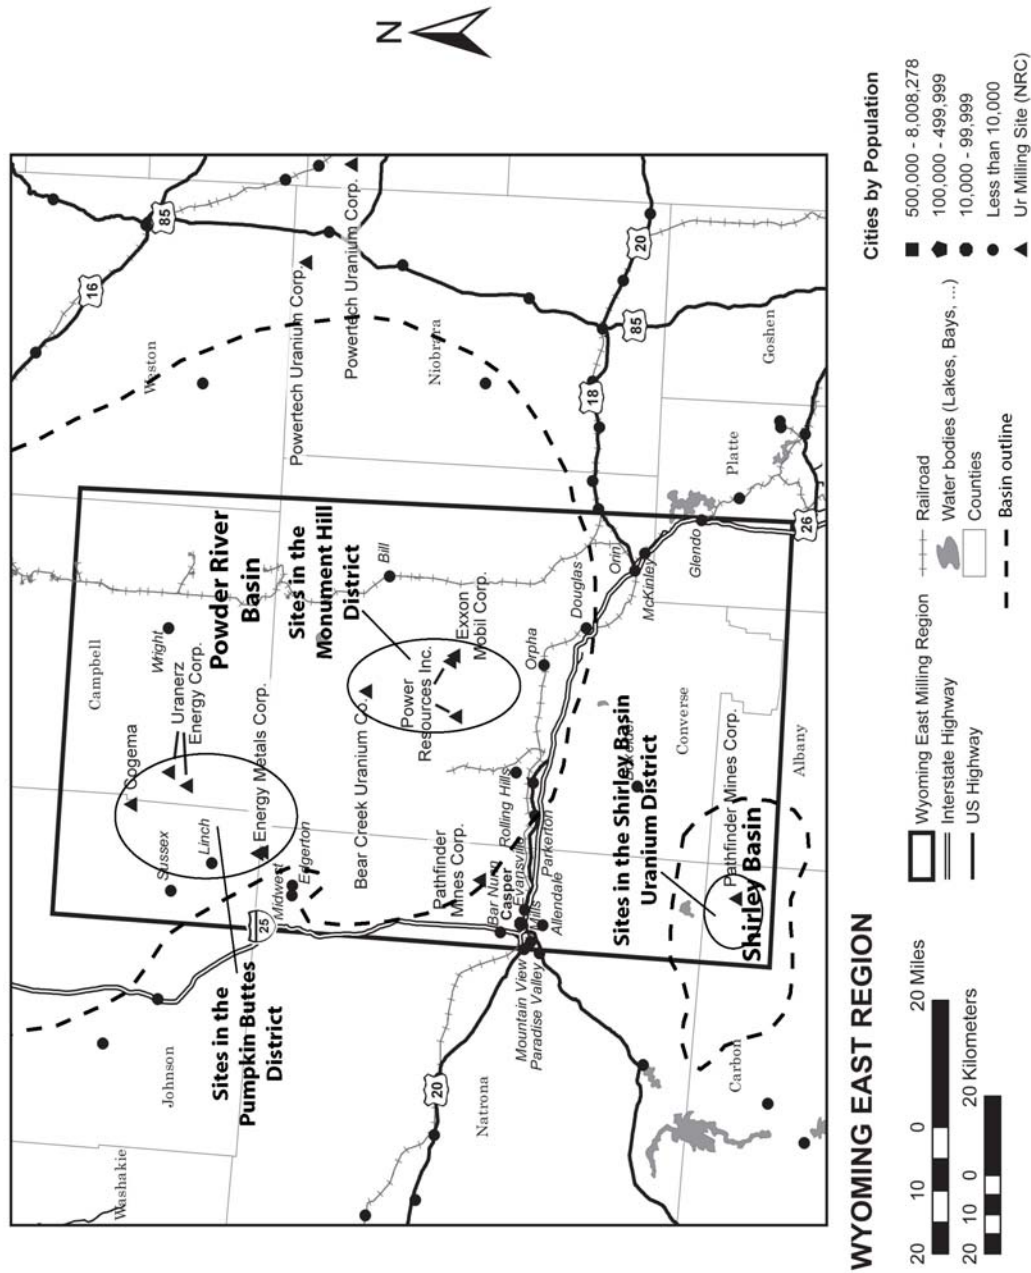 N
16
85
Weston
Powertech Uranium Corp.
Powertech Uranium Corp.
Niobrara
18
20
85
Goshen
Platte
26
Glendo
McKinley
Orin
Douglas
Orpha
Campbell
Wright
Uranerz
Energy Corp.
Cogema
Powder River
Basin
Sites in the
Monument Hill
District
Bill
Exxon
Mobil Corp.
Power
Resources Inc.
Bear Creek Uranium Co.
Energy Metals Corp.
Sussex
Linch
Midwest
Edgerton
25
Sites in the
Pumpkin Buttes
District
Johnson
Washakie
Pathfinder
Mines Corp.
Rolling Hills
Bar Nunn
Casper
Evansville
Mills
Parkerton
Allendale
Mountain View
Paradise Valley
20
Natrona
Sites in the Shirley Basin
Uranium District
Converse
Albany
Pathfinder Mines Corp.
Shirley Basin
Carbon
WYOMING EAST REGION
20 10 0 20 Miles
20 10 0 20 Kilometers
Wyoming East Milling Region
Interstate Highway
US Highway
Railroad
Water bodies (Lakes, Bays, ...)
Counties
Basin outline
Cities by Population
500,000 - 8,008,278
100,000 - 499,999
10,000 - 99,999
Less than 10,000
Ur Milling Site (NRC)